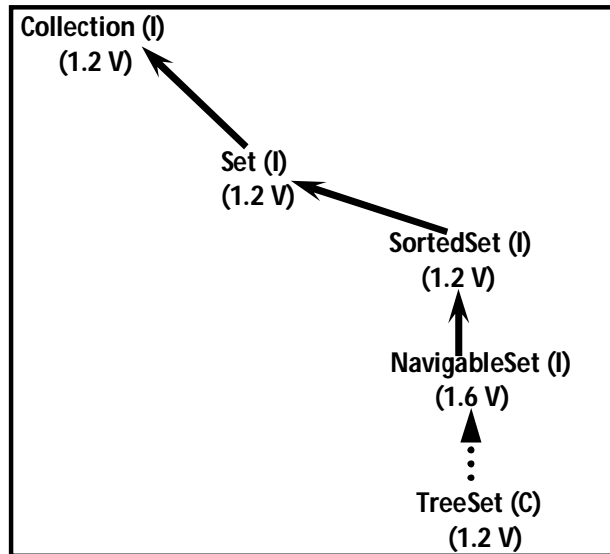 Collection (I)
(1.2 V)
Set (I)
(1.2 V)
SortedSet (I)
(1.2 V)
NavigableSet (I)
(1.6 V)
TreeSet (C)
(1.2 V)